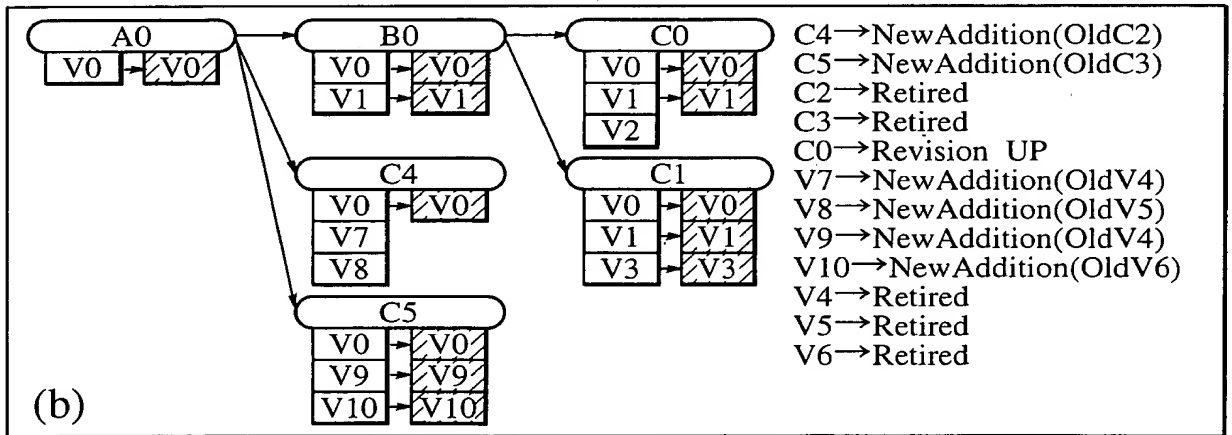 A0
V0 → V0
B0
V0 → V0
V1 → V1
C0
V0 → V0
V1 → V1
V2
C4
V0 → V0
V7
V8
C1
V0 → V0
V1 → V1
V3 → V3
C5
V0 → V0
V9 → V9
V10 → V10
C4→NewAddition(OldC2)
C5→NewAddition(OldC3)
C2→Retired
C3→Retired
C0→Revision UP
V7→NewAddition(OldV4)
V8→NewAddition(OldV5)
V9→NewAddition(OldV4)
V10→NewAddition(OldV6)
V4→Retired
V5→Retired
V6→Retired
(b)